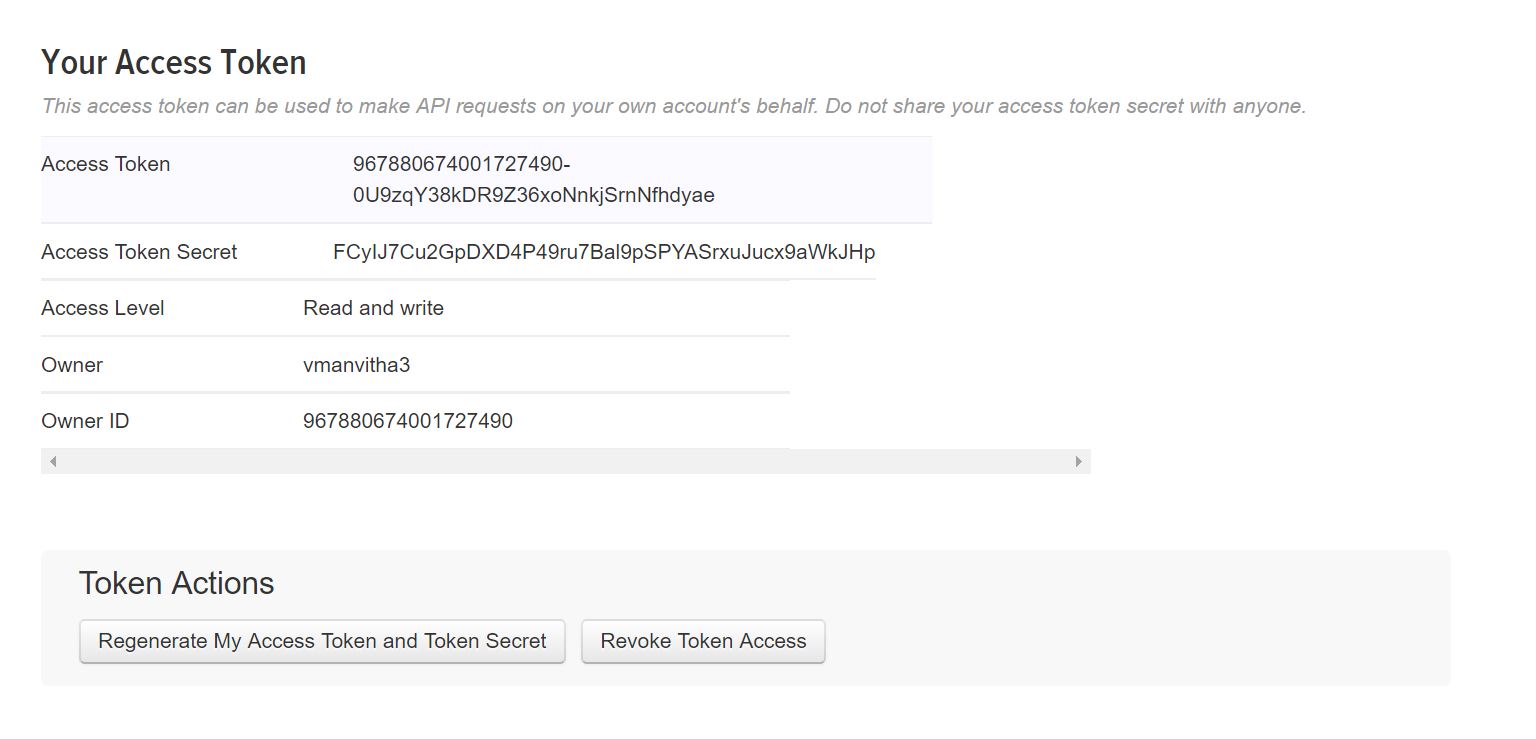 Your Access Token
This access token can be used to make API requests on your own account's behalf. Do not share your access token secret with anyone.
Access Token 967880674001727490-
0U9zqY38kDR9Z36xoNnkjSrnNfhdyae
Access Token Secret
Access Level Read and write
Owner vmanvitha3
Owner ID 967880674001727490
Token Actions
Regenerate My Access Token and Token Secret Revoke Token Access